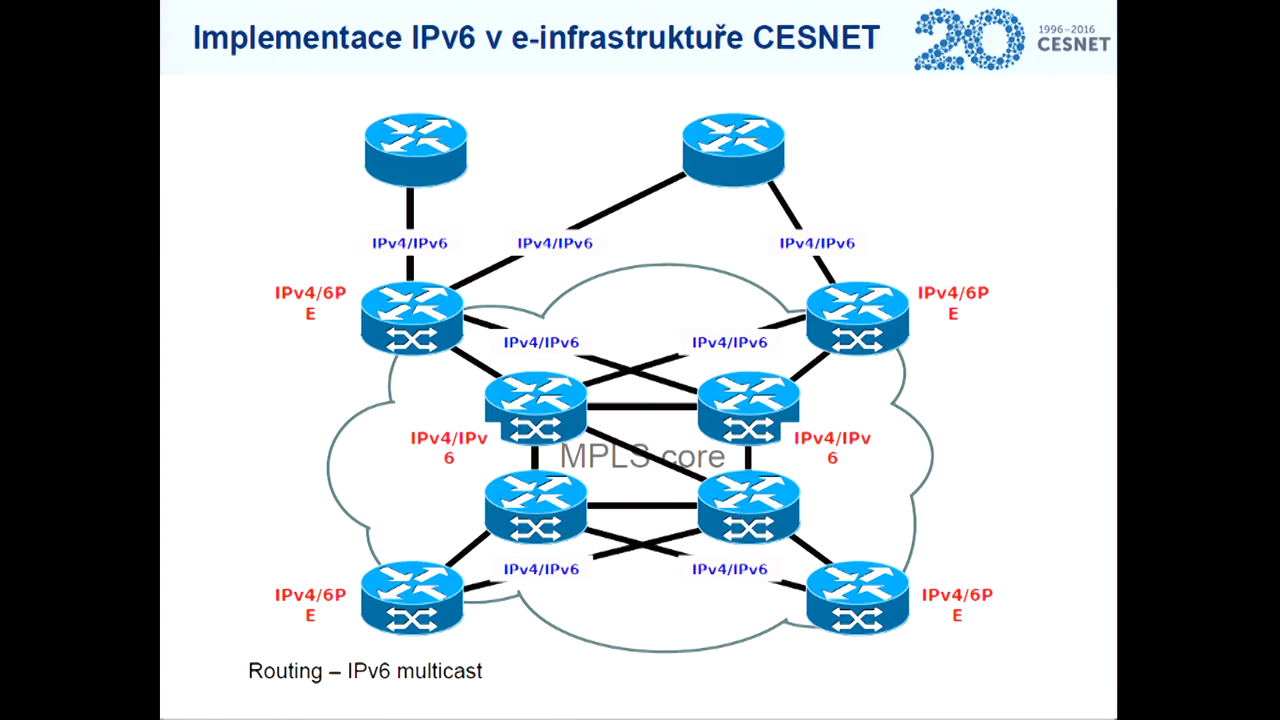 Implementace IPv6 v e-infrastruktuře CESNET
20
1996–2016
CESNET
IPv4/IPv6
IPv4/IPv6
IPv4/IPv6
IPv4/6P
E
IPv4/6P
E
IPv4/IPv6
IPv4/IPv6
IPv4/IPv
6
IPv4/IPv
6
MPLS core
IPv4/IPv6
IPv4/IPv6
IPv4/6P
E
IPv4/6P
E
Routing – IPv6 multicast